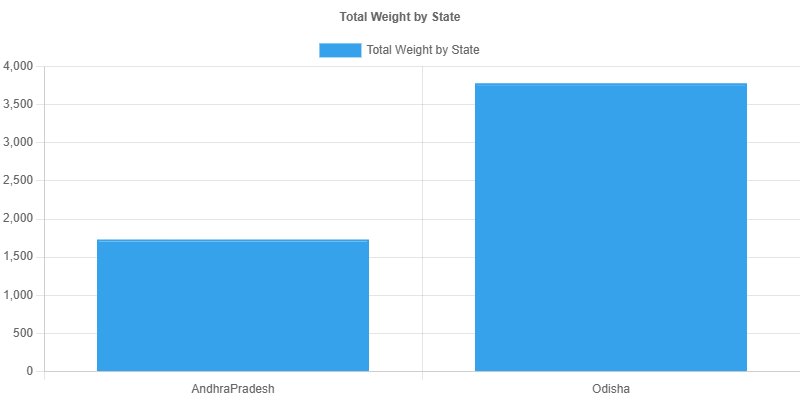 Total Weight by State
Total Weight by State
4,000
3,500
3,000
2,500
2,000
1,500
1,000
500
0
AndhraPradesh
Odisha